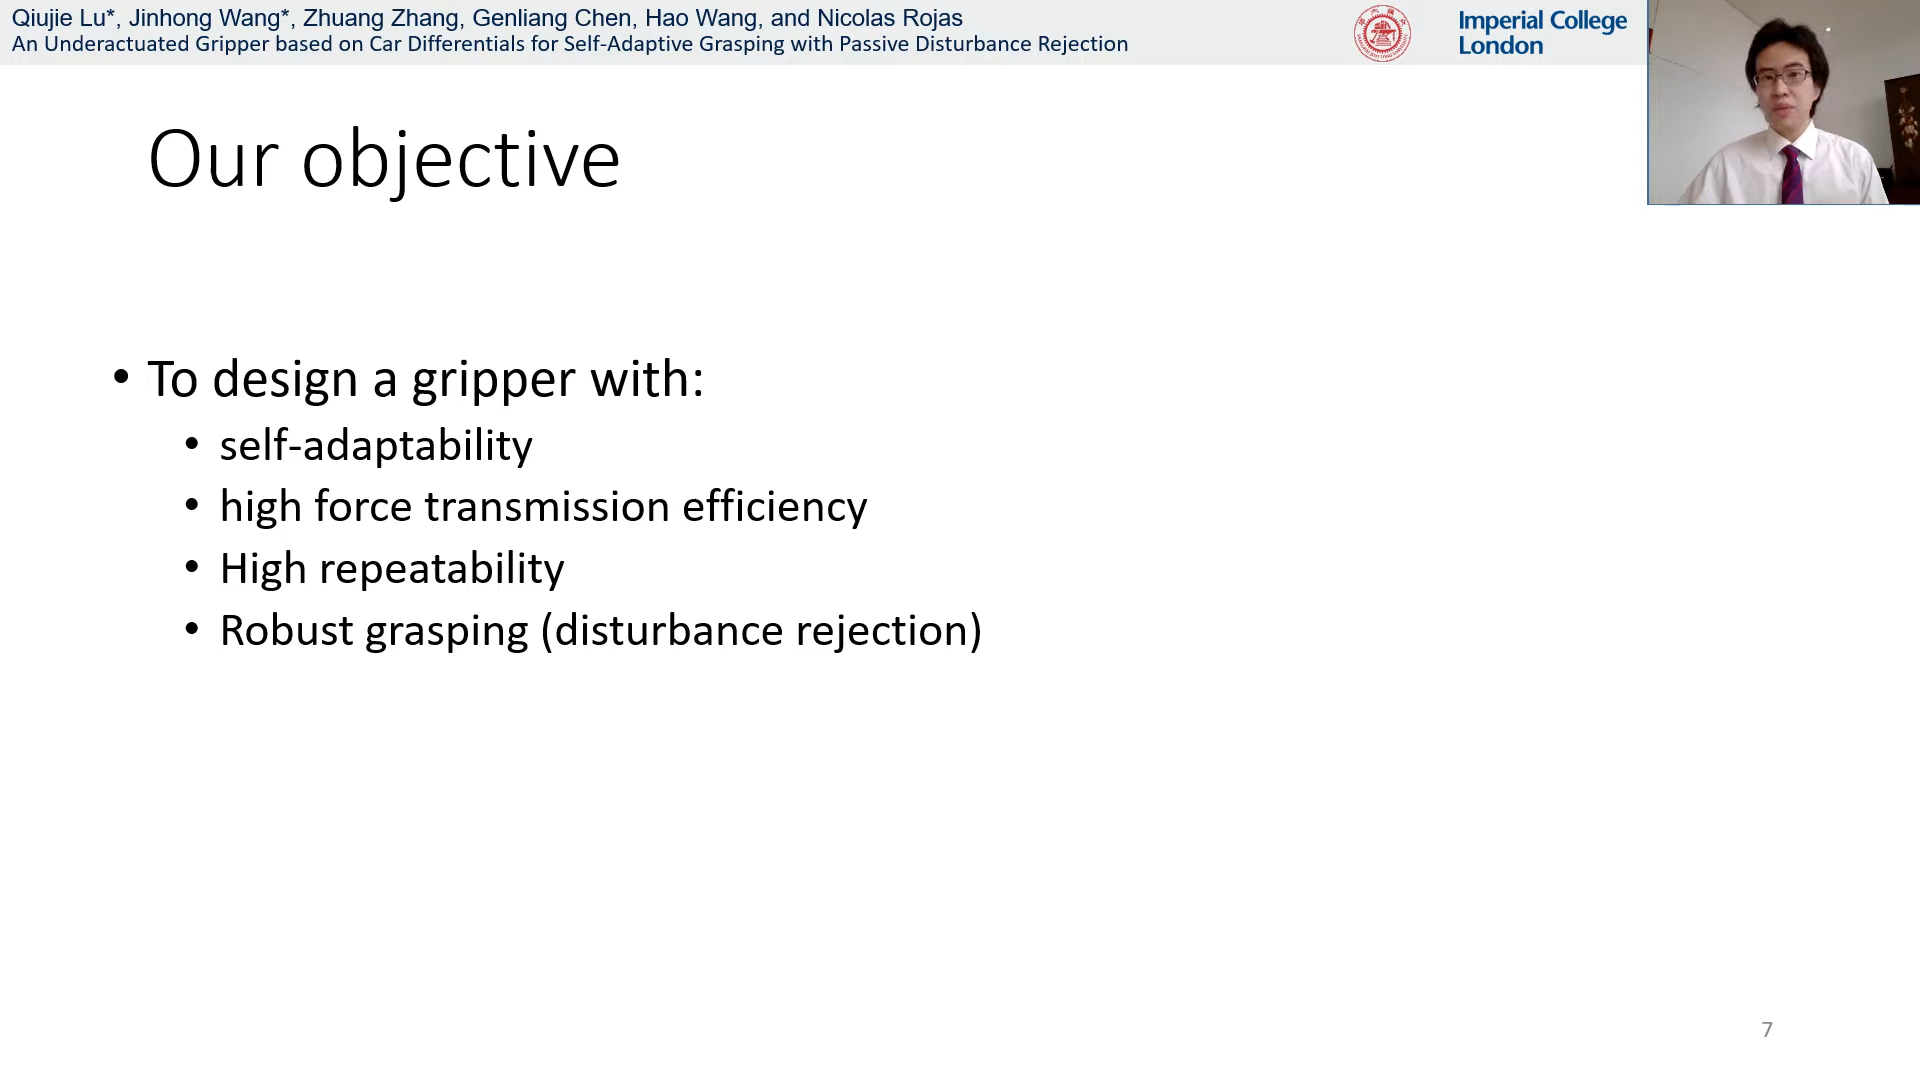 Qiujie Lu*, Jinhong Wang*, Zhuang Zhang, Genliang Chen, Hao Wang, and Nicolas Rojas
An Underactuated Gripper based on Car Differentials for Self-Adaptive Grasping with Passive Disturbance Rejection
Imperial College
London
Our objective
• To design a gripper with:
• self-adaptability
• high force transmission efficiency
• High repeatability
• Robust grasping (disturbance rejection)
7